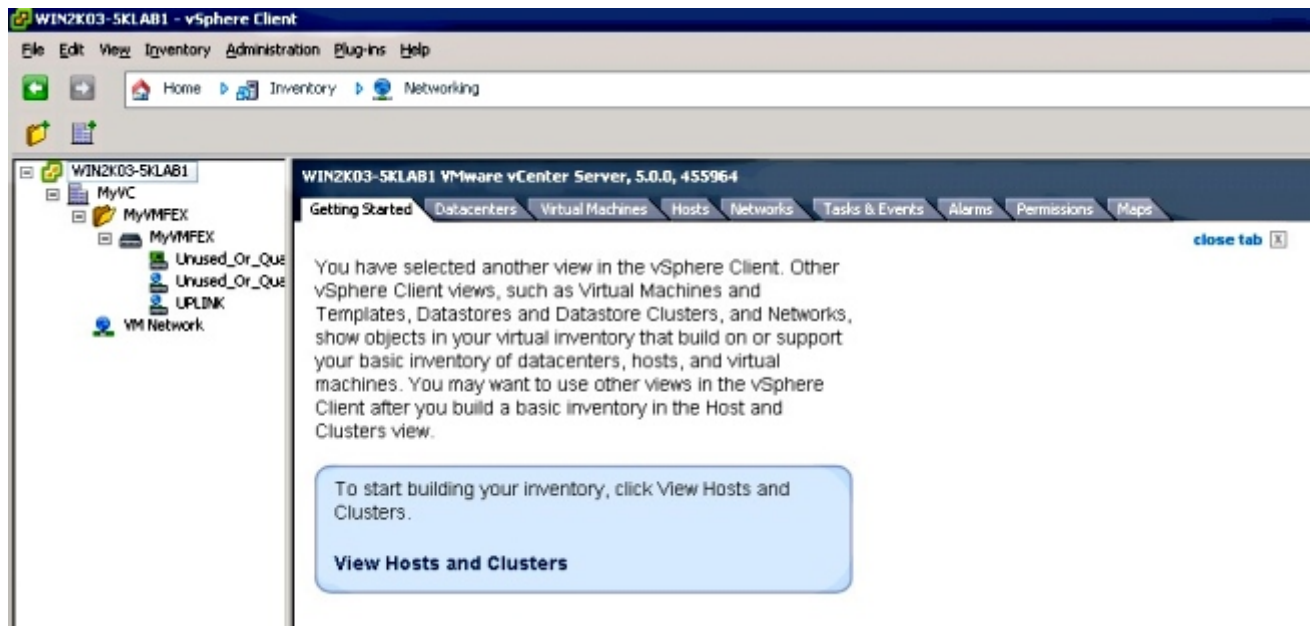 WIN2K03-5KLAB1 - vSphere Client
File Edit View Inventory Administration Plug-ins Help
Home Inventory Networking
WIN2K03-5KLAB1
MyVC
MyVMFEX
MyVMFEX
Unused_Or_Qua
Unused_Or_Qua
UPLINK
VM Network
WIN2K03-5KLAB1 VMware vCenter Server, 5.0.0, 455964
Getting Started Datacenters Virtual Machines Hosts Networks Tasks & Events Alarms Permissions Maps
close tab X
You have selected another view in the vSphere Client. Other
vSphere Client views, such as Virtual Machines and
Templates, Datastores and Datastore Clusters, and Networks,
show objects in your virtual inventory that build on or support
your basic inventory of datacenters, hosts, and virtual
machines. You may want to use other views in the vSphere
Client after you build a basic inventory in the Host and
Clusters view.
To start building your inventory, click View Hosts and
Clusters.
View Hosts and Clusters